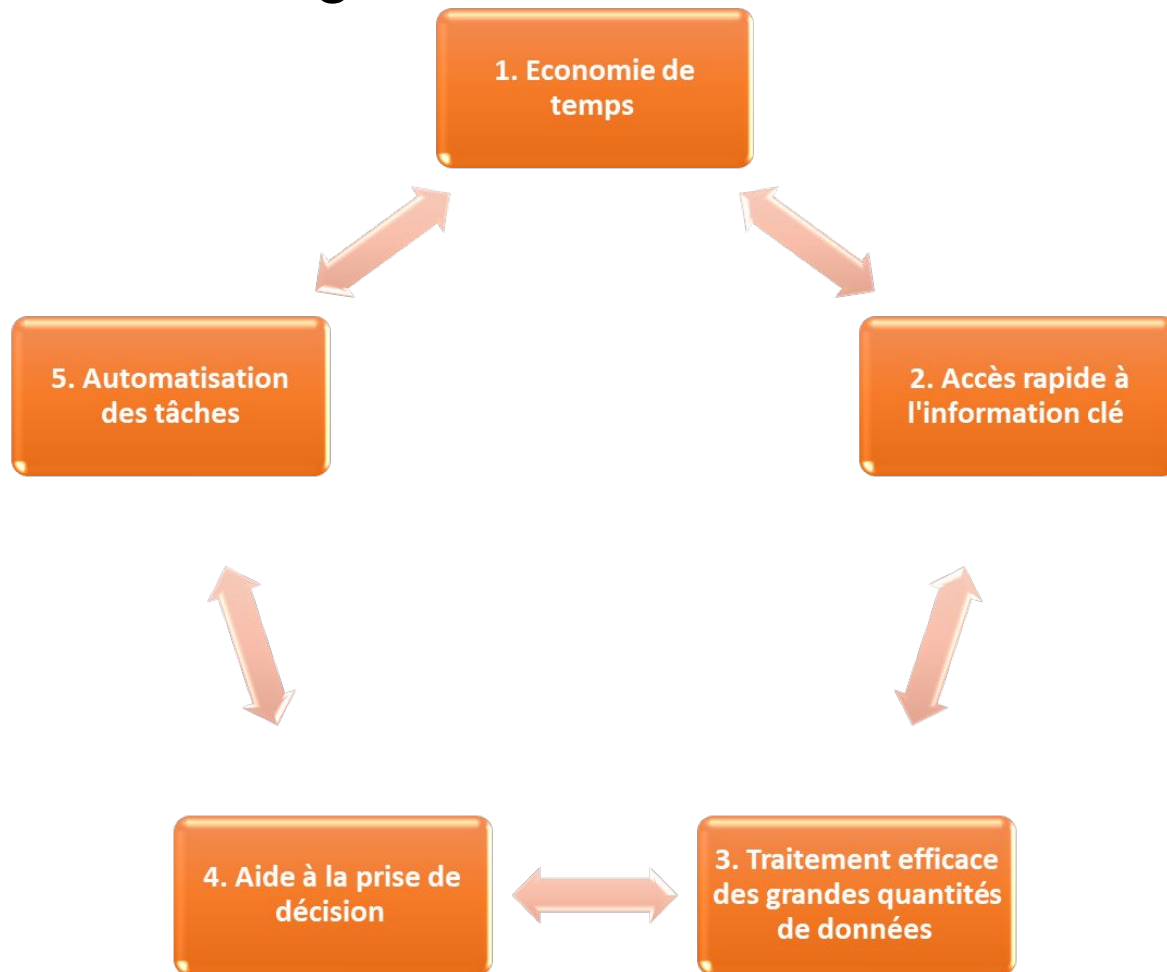 1. Economie de
temps
2. Accès rapide à
l'information clé
3. Traitement efficace
des grandes quantités
de données
4. Aide à la prise de
décision
5. Automatisation
des tâches